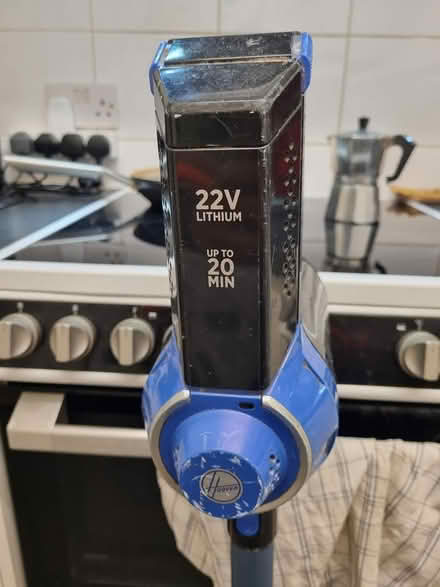 22V
LITHIUM
UP TO
20
MIN
HOOVER